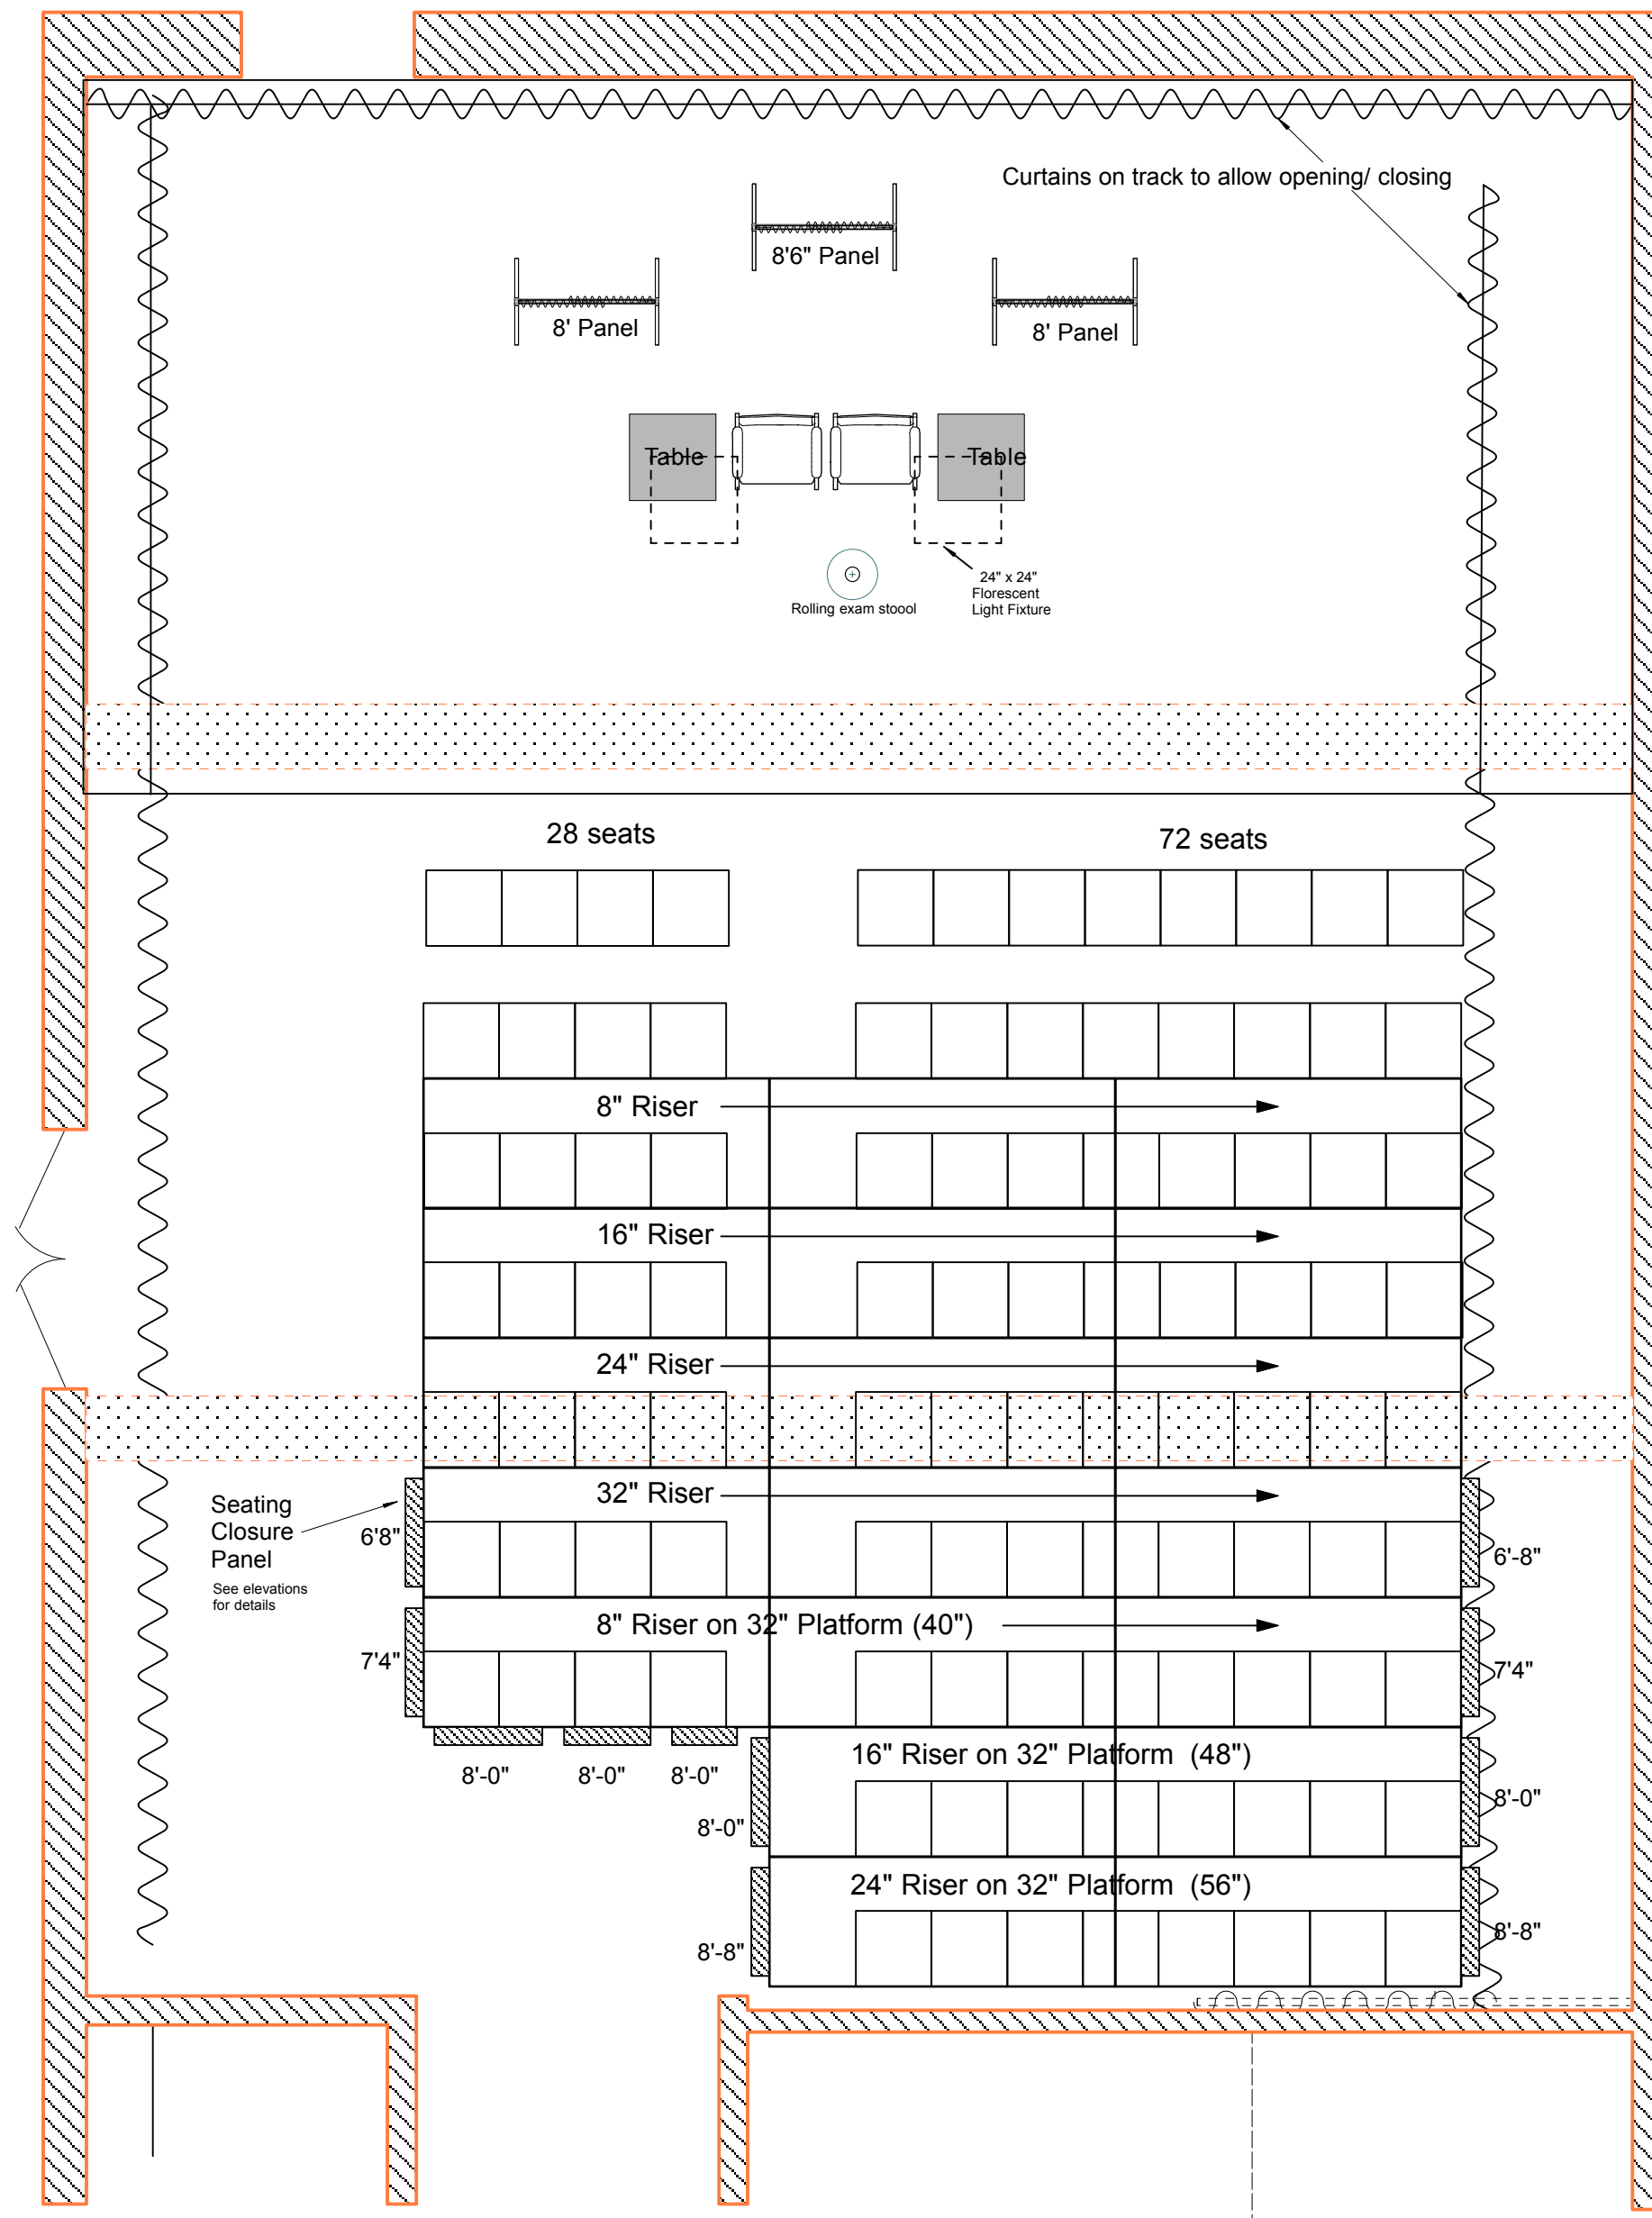 Curtains on track to allow opening/ closing
8'6" Panel
8' Panel
8' Panel
Table
Table
24" x 24"
Florescent
Light Fixture
Rolling exam stoool
28 seats
72 seats
8" Riser
16" Riser
24" Riser
32" Riser
Seating
Closure
Panel
See elevations
for details
6'8"
6'-8"
8" Riser on 32" Platform (40")
7'4"
7'4"
16" Riser on 32" Platform (48")
8'-0"
8'-0"
8'-0"
8'-0"
8'-0"
24" Riser on 32" Platform (56")
8'-8"
8'-8"